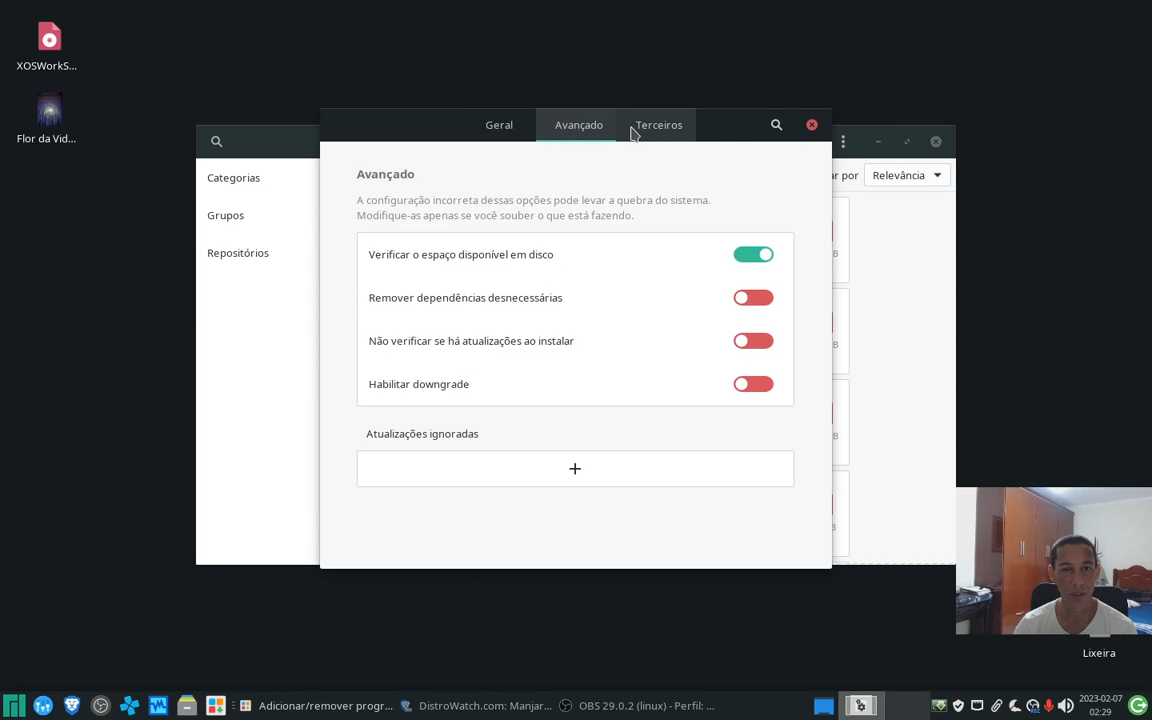 XOSWorkS...
Flor da Vid...
Geral
Avançado
Terceiros
Categorias
Grupos
Repositórios
ar por
Relevância
Avançado
A configuração incorreta dessas opções pode levar a quebra do sistema.
Modifique-as apenas se você souber o que está fazendo.
Verificar o espaço disponível em disco
Remover dependências desnecessárias
Não verificar se há atualizações ao instalar
Habilitar downgrade
Atualizações ignoradas
B
B
B
B
Lixeira
Adicionar/remover progr...
DistroWatch.com: Manjar...
OBS 29.0.2 (linux) - Perfil: ...
2023-02-07
02:29